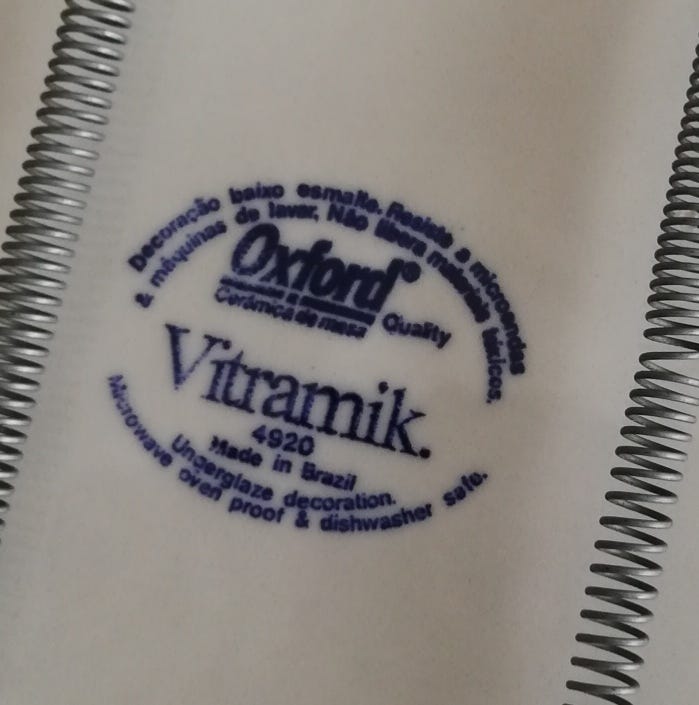 Decoração baixo esmalte. Resiste a microondas
& máquinas de lavar, Não libera materiais tóxicos.
Oxford®
Cerâmica de mesa Quality
Vitramik.
4920
Made in Brazil
Underglaze decoration.
Microwave oven proof & dishwasher safe.